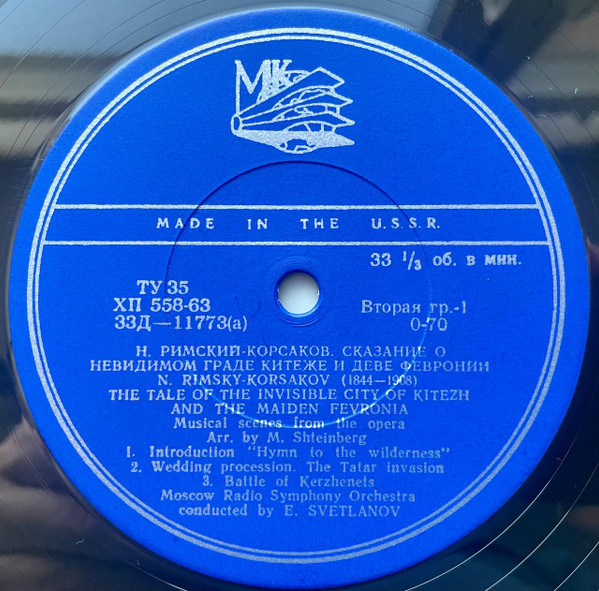 МК
MADE IN THE U.S.S.R.
33 ⅓ об. в мин.
ТУ 35
ХП 558-63
33Д—11773(а)
Вторая гр.-1
0-70
Н. РИМСКИЙ-КОРСАКОВ. СКАЗАНИЕ О
НЕВИДИМОМ ГРАДЕ КИТЕЖЕ И ДЕВЕ ФЕВРОНИИ
N. RIMSKY-KORSAKOV (1844—1908)
THE TALE OF THE INVISIBLE CITY OF KITEZH
AND THE MAIDEN FEVRONIA
Musical scenes from the opera
Arr. by M. Shteinberg
1. Introduction "Hymn to the wilderness"
2. Wedding procession. The Tatar invasion
3. Battle of Kerzhenets
Moscow Radio Symphony Orchestra
conducted by E. SVETLANOV